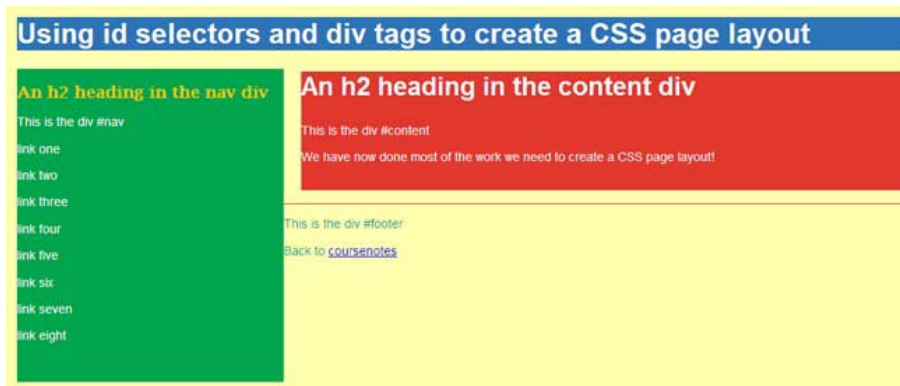 Using id selectors and div tags to create a CSS page layout
An h2 heading in the nav div
This is the div #nav
link one
link two
link three
link four
link five
link six
link seven
link eight
An h2 heading in the content div
This is the div #content
We have now done most of the work we need to create a CSS page layout!
This is the div #footer
Back to coursenotes